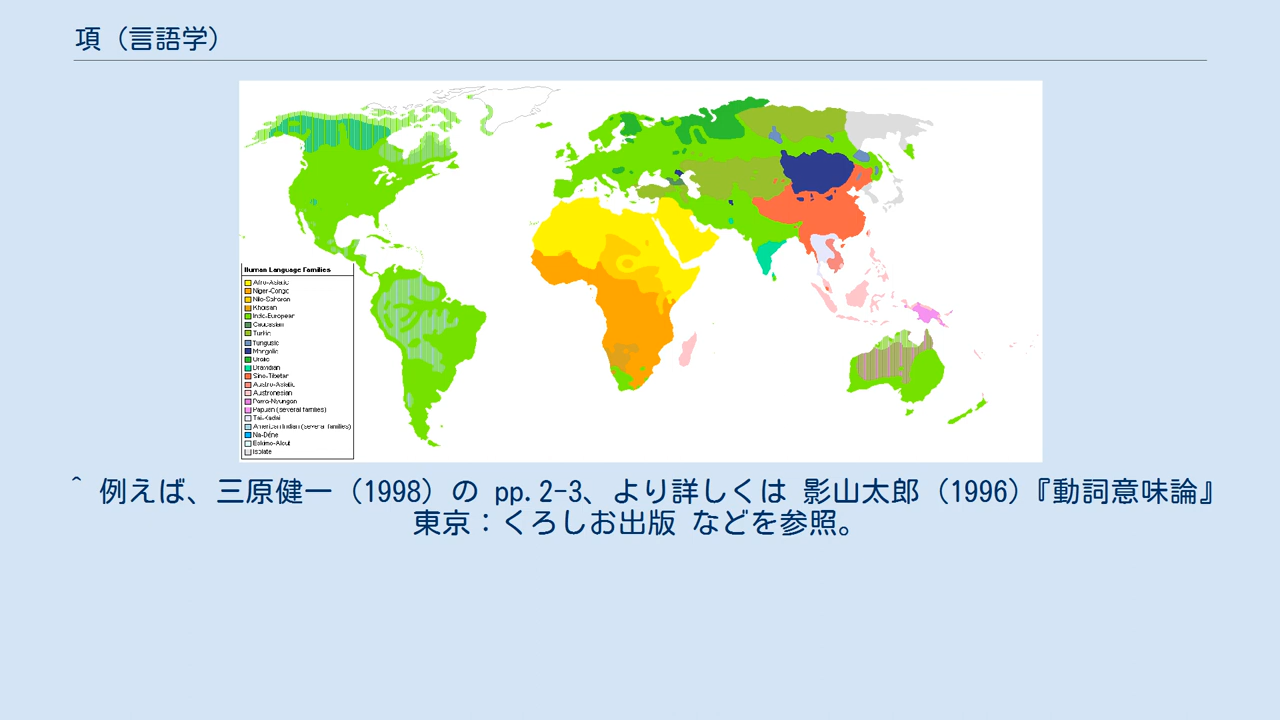 項（言語学）
Human Language Families
Afro-Asiatic
Niger-Congo
Nilo-Saharan
Khoisan
Indo-European
Caucasian
Turkic
Tungusic
Mongolic
Uralic
Dravidian
Sino-Tibetan
Austro-Asiatic
Austronesian
Pama-Nyungan
Papuan (several families)
Tai-Kadai
American Indian (several families)
Na-Dené
Eskimo-Aleut
Isolate
^ 例えば、三原健一（1998）の pp.2-3、より詳しくは 影山太郎（1996）『動詞意味論』
東京：くろしお出版 などを参照。